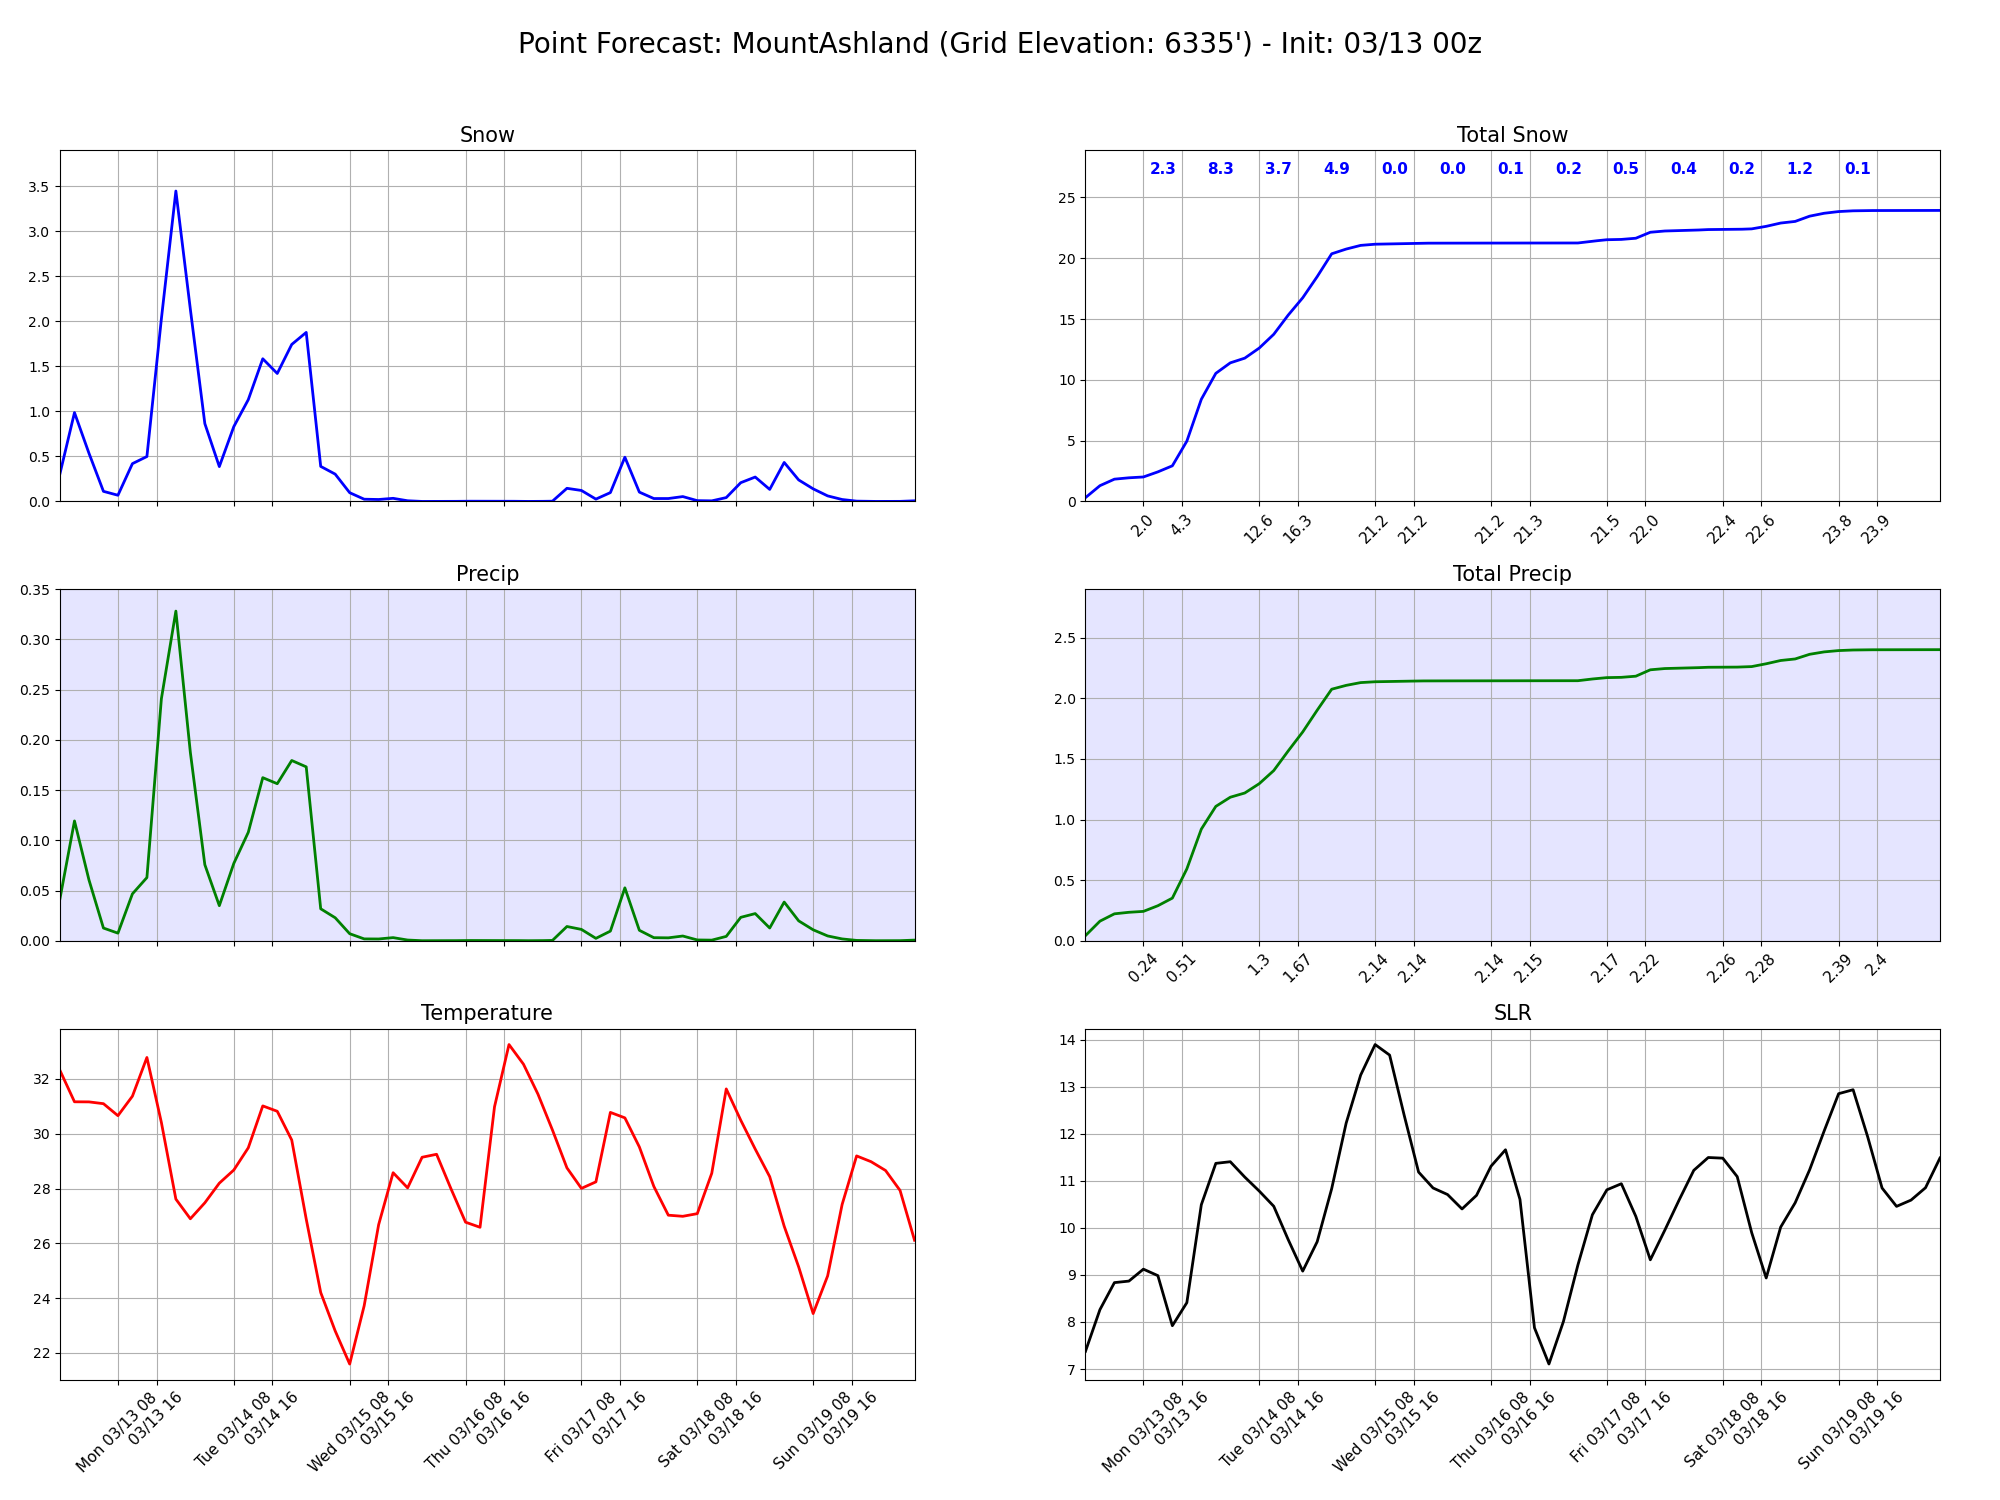 Point Forecast: MountAshland (Grid Elevation: 6335') - Init: 03/13 00z
Snow
3.5
3.0
2.5
2.0
1.5
1.0
0.5
0.0
Total Snow
2.3 8.3 3.7 4.9 0.0 0.0 0.1 0.2 0.5 0.4 0.2 1.2 0.1
25
20
15
10
5
0
2.0 4.3 12.6 16.3 21.2 21.2 21.2 21.3 21.5 22.0 22.4 22.6 23.8 23.9
Precip
0.35
0.30
0.25
0.20
0.15
0.10
0.05
0.00
Total Precip
2.5
2.0
1.5
1.0
0.5
0.0
0.24 0.51 1.3 1.67 2.14 2.14 2.14 2.15 2.17 2.22 2.26 2.28 2.39 2.4
Temperature
32
30
28
26
24
22
Mon 03/13 08
03/13 16
Tue 03/14 08
03/14 16
Wed 03/15 08
03/15 16
Thu 03/16 08
03/16 16
Fri 03/17 08
03/17 16
Sat 03/18 08
03/18 16
Sun 03/19 08
03/19 16
SLR
14
13
12
11
10
9
8
7
Mon 03/13 08
03/13 16
Tue 03/14 08
03/14 16
Wed 03/15 08
03/15 16
Thu 03/16 08
03/16 16
Fri 03/17 08
03/17 16
Sat 03/18 08
03/18 16
Sun 03/19 08
03/19 16